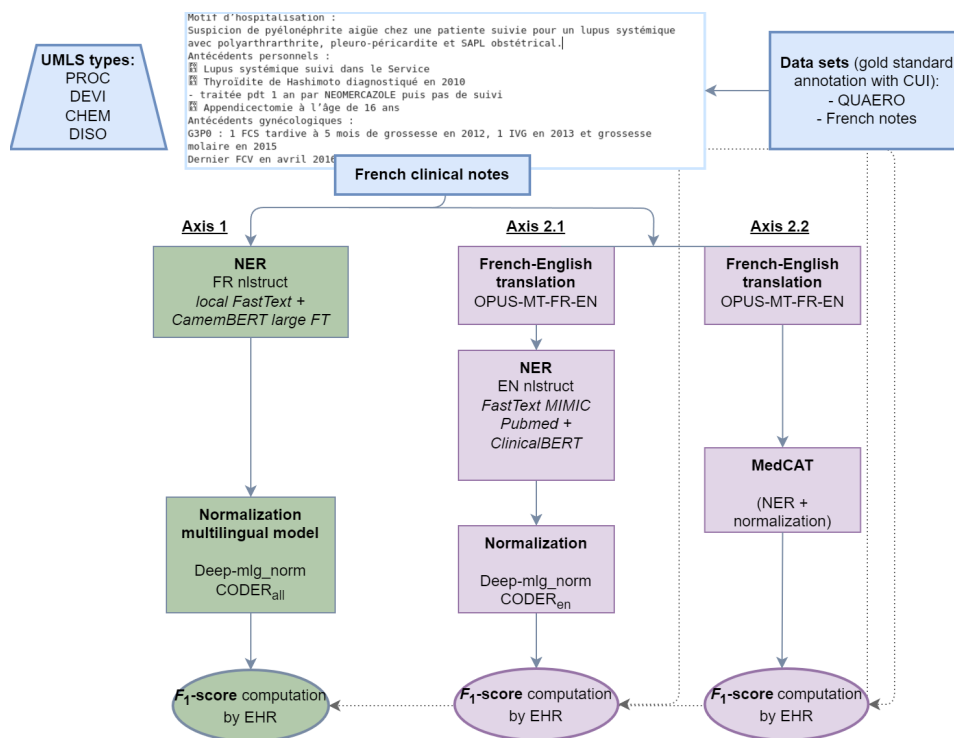 UMLS types:
PROC
DEVI
CHEM
DISO
Motif d'hospitalisation :
Suspicion de pyélonéphrite aigüe chez une patiente suivie pour un lupus systémique
avec polyarthrarthrite, pleuro-péricardite et SAPL obstétrical.
Antécédents personnels :
Lupus systémique suivi dans le Service
Thyroïdite de Hashimoto diagnostiqué en 2010
- traitée pdt 1 an par NEOMERCAZOLE puis pas de suivi
Appendicectomie à l'âge de 16 ans
Antécédents gynécologiques :
G3P0 : 1 FCS tardive à 5 mois de grossesse en 2012, 1 IVG en 2013 et grossesse
molaire en 2015
Dernier FCV en avril 2016
Data sets (gold standard
annotation with CUI):
- QUAERO
- French notes
French clinical notes
Axis 1
NER
FR nlstruct
local FastText +
CamemBERT large FT
Normalization
multilingual model
Deep-mlg_norm
CODERall
F1-score computation
by EHR
Axis 2.1
French-English
translation
OPUS-MT-FR-EN
NER
EN nlstruct
FastText MIMIC
Pubmed +
ClinicalBERT
Normalization
Deep-mlg_norm
CODERen
F1-score computation
by EHR
Axis 2.2
French-English
translation
OPUS-MT-FR-EN
MedCAT
(NER +
normalization)
F1-score computation
by EHR